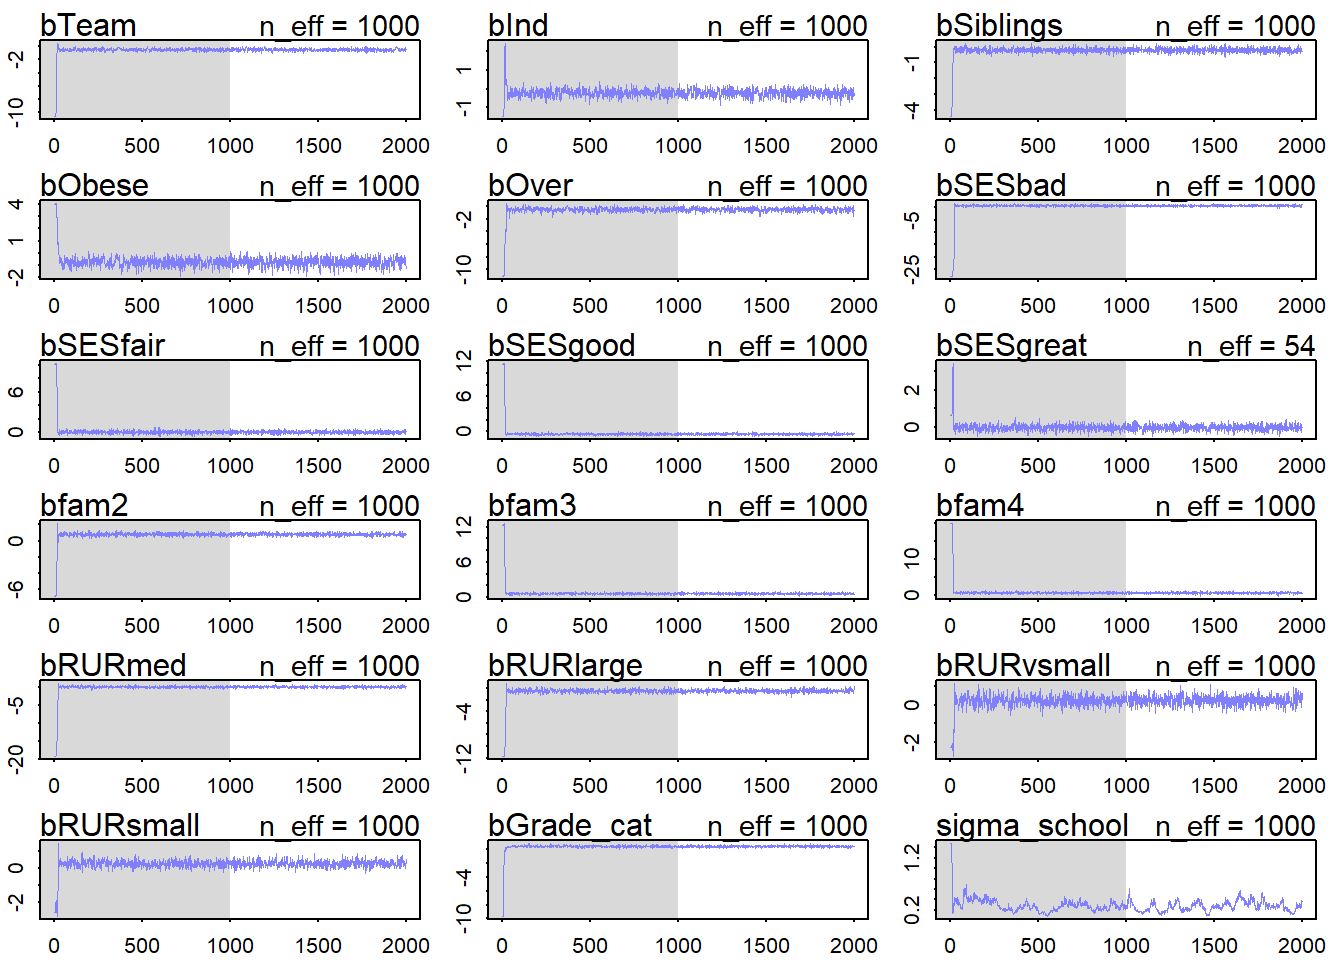 bTeam n_eff = 1000 bInd n_eff = 1000 bSiblings n_eff = 1000
-2 1 -1
-10 -1 -4
0 500 1000 1500 2000 0 500 1000 1500 2000 0 500 1000 1500 2000
bObese n_eff = 1000 bOver n_eff = 1000 bSESbad n_eff = 1000
4 -2 -5
1
-2 -10 -25
0 500 1000 1500 2000 0 500 1000 1500 2000 0 500 1000 1500 2000
bSESfair n_eff = 1000 bSESgood n_eff = 1000 bSESgreat n_eff = 54
12
6 6 2
0 0 0
0 500 1000 1500 2000 0 500 1000 1500 2000 0 500 1000 1500 2000
bfam2 n_eff = 1000 bfam3 n_eff = 1000 bfam4 n_eff = 1000
0 12 10
6
-6 0 0
0 500 1000 1500 2000 0 500 1000 1500 2000 0 500 1000 1500 2000
bRURmed n_eff = 1000 bRURlarge n_eff = 1000 bRURvsmall n_eff = 1000
-5 -4 0
-20 -12 -2
0 500 1000 1500 2000 0 500 1000 1500 2000 0 500 1000 1500 2000
bRURsmall n_eff = 1000 bGrade_cat n_eff = 1000 sigma_school n_eff = 1000
0 -4 1.2
-2 -10 0.2
0 500 1000 1500 2000 0 500 1000 1500 2000 0 500 1000 1500 2000